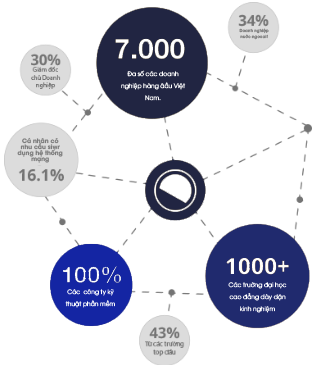 34%
Doanh nghiệp
nước ngoài
7.000
Đa số các doanh
nghiệp hàng đầu Việt
Nam.
30%
Giám đốc
chủ Doanh
nghiệp
Cá nhân có
nhu cầu
dụng hệ thống
mạng
16.1%
100%
Các công ty kỹ
thuật phần mềm
1000+
Các trường đại học
cao đẳng dày dặn
kinh nghiệm
43%
Từ các trường
top đầu